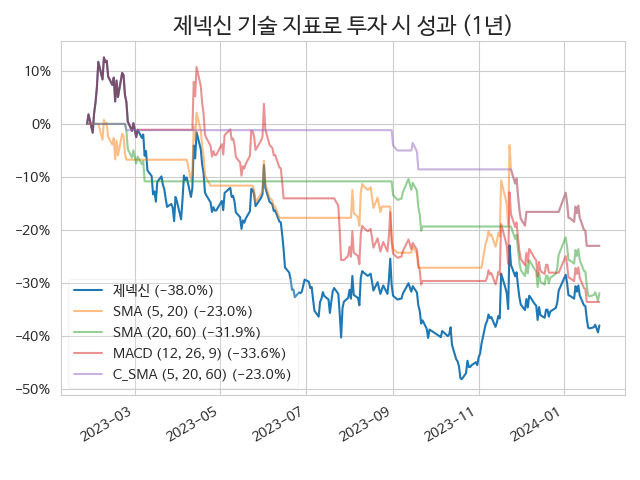 제넥신 기술 지표로 투자 시 성과 (1년)
10%
0%
−10%
−20%
−30%
−40%
−50%
제넥신 (−38.0%)
SMA (5, 20) (−23.0%)
SMA (20, 60) (−31.9%)
MACD (12, 26, 9) (−33.6%)
C_SMA (5, 20, 60) (−23.0%)
2023−03
2023−05
2023−07
2023−09
2023−11
2024−01